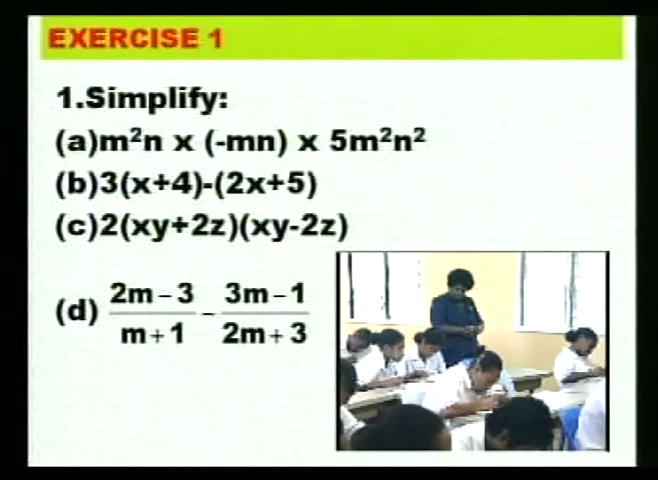 EXERCISE 1
1.Simplify:
(a)m²n x (-mn) x 5m²n²
(b)3(x+4)-(2x+5)
(c)2(xy+2z)(xy-2z)
(d) (2m − 3)/(m + 1) - (3m − 1)/(2m + 3)